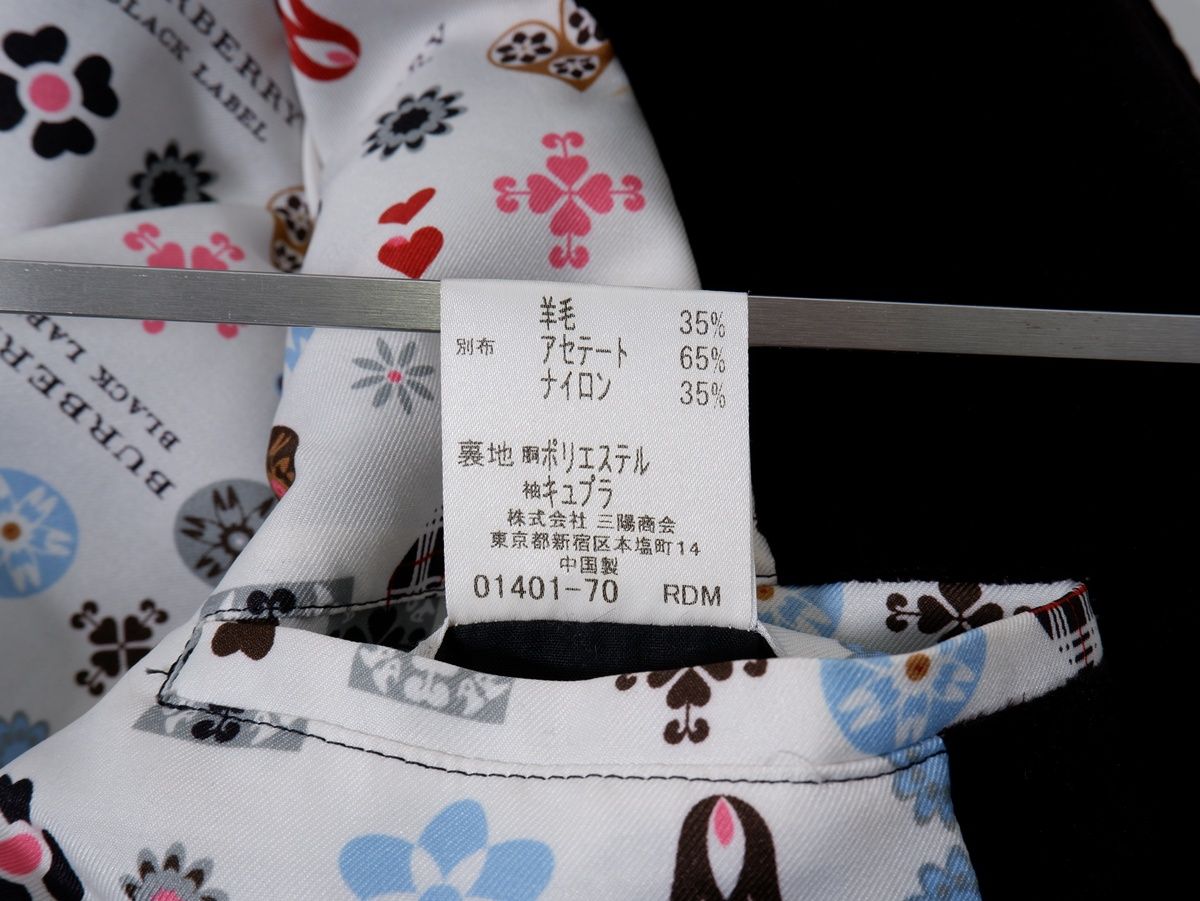 BURBERRY
BLACK LABEL
羊毛 35%
別布 アセテート 65%
ナイロン 35%
裏地 胴ポリエステル
袖キュプラ
株式会社 三陽商会
東京都新宿区本塩町14
中国製
01401-70 RDM
BURBERRY
BLACK LAB